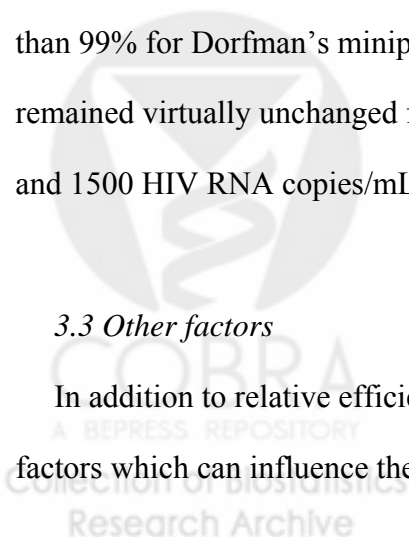 than 99% for Dorfman's minip
remained virtually unchanged f
and 1500 HIV RNA copies/mL
3.3 Other factors
COBRA
In addition to relative efficie
A BEPRESS REPOSITORY
factors which can influence the
Collection of Biostatistics
Research Archive